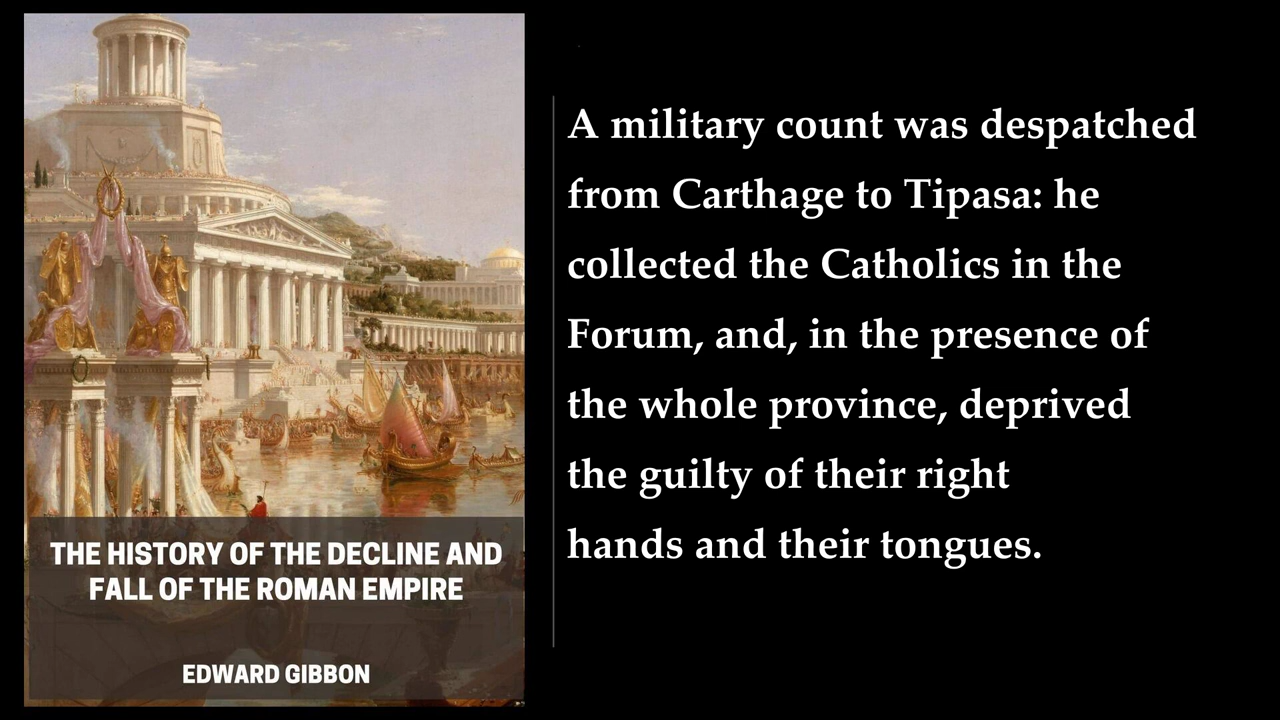 THE HISTORY OF THE DECLINE AND
FALL OF THE ROMAN EMPIRE
EDWARD GIBBON
A military count was despatched
from Carthage to Tipasa: he
collected the Catholics in the
Forum, and, in the presence of
the whole province, deprived
the guilty of their right
hands and their tongues.